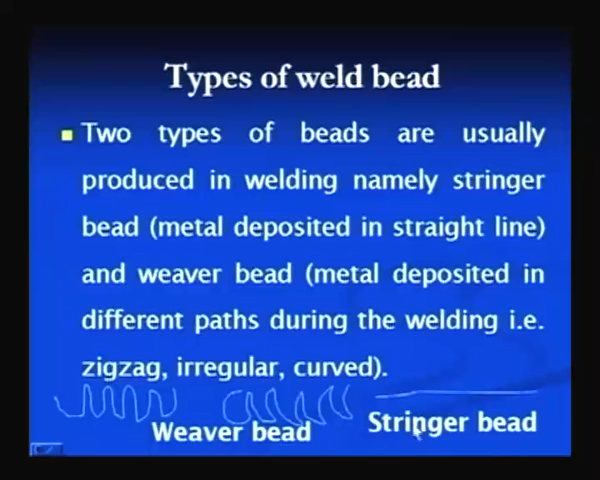 Types of weld bead
Two types of beads are usually
produced in welding namely stringer
bead (metal deposited in straight line)
and weaver bead (metal deposited in
different paths during the welding i.e.
zigzag, irregular, curved).
Weaver bead
Stringer bead